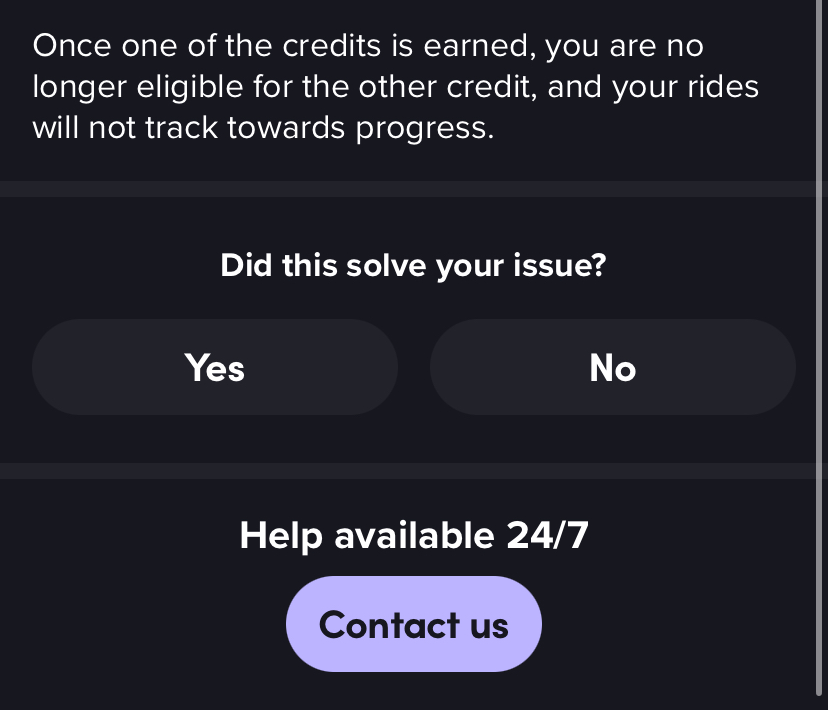 Once one of the credits is earned, you are no
longer eligible for the other credit, and your rides
will not track towards progress.
Did this solve your issue?
Yes
No
Help available 24/7
Contact us